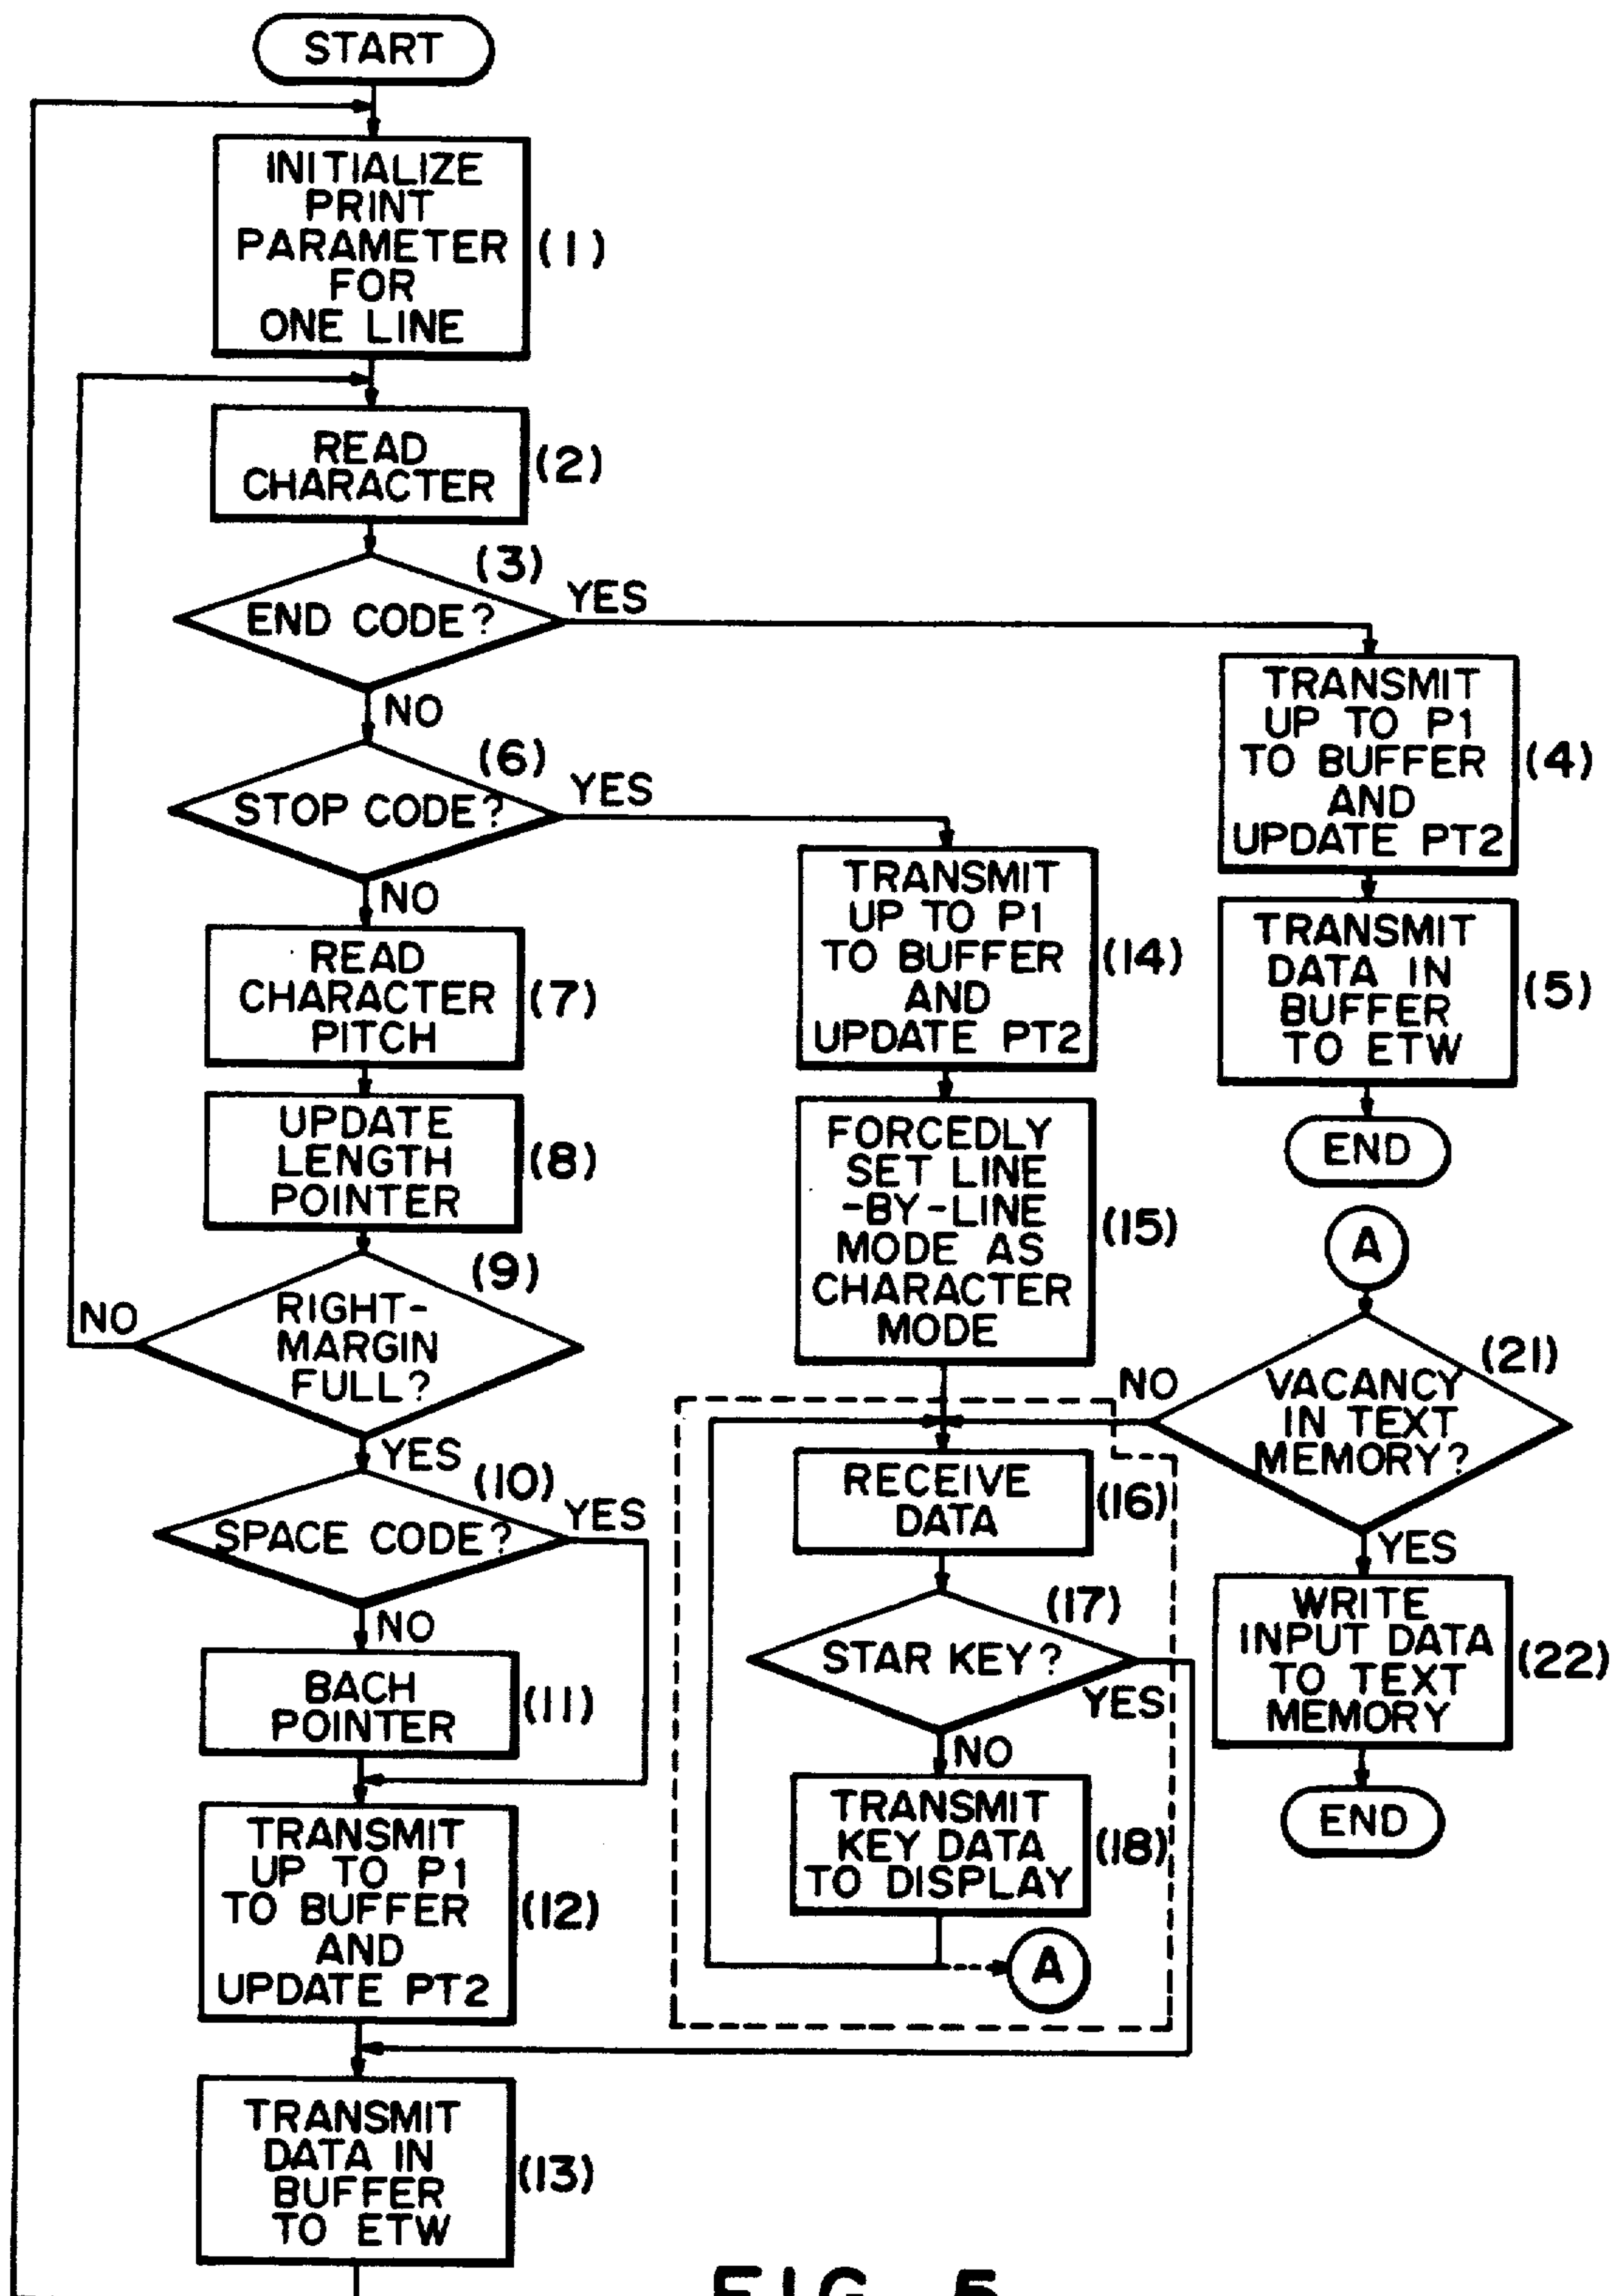 START
INITIALIZE
PRINT
PARAMETER
FOR
ONE LINE
(1)
READ
CHARACTER
(2)
(3)
END CODE?
YES
NO
(6)
STOP CODE?
YES
NO
READ
CHARACTER
PITCH
(7)
UPDATE
LENGTH
POINTER
(8)
(9)
RIGHT-
MARGIN
FULL?
NO
YES
(10)
SPACE CODE?
YES
NO
BACH
POINTER
(11)
TRANSMIT
UP TO P1
TO BUFFER
AND
UPDATE PT2
(12)
TRANSMIT
DATA IN
BUFFER
TO ETW
(13)
TRANSMIT
UP TO P1
TO BUFFER
AND
UPDATE PT2
(14)
FORCEDLY
SET LINE
-BY-LINE
MODE AS
CHARACTER
MODE
(15)
RECEIVE
DATA
(16)
(17)
STAR KEY?
YES
NO
TRANSMIT
KEY DATA
TO DISPLAY
(18)
A
TRANSMIT
UP TO P1
TO BUFFER
AND
UPDATE PT2
(4)
TRANSMIT
DATA IN
BUFFER
TO ETW
(5)
END
A
(21)
VACANCY
IN TEXT
MEMORY?
NO
YES
WRITE
INPUT DATA
TO TEXT
MEMORY
(22)
END
FIG. 5